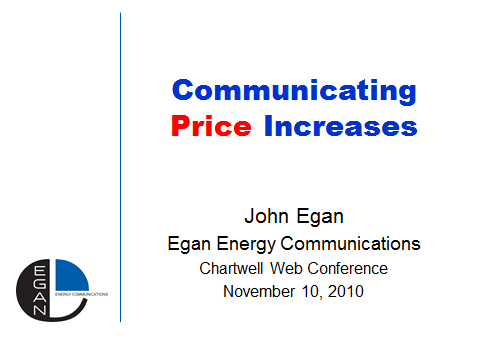 Communicating
Price Increases
John Egan
Egan Energy Communications
Chartwell Web Conference
November 10, 2010
EGAN
ENERGY COMMUNICATIONS